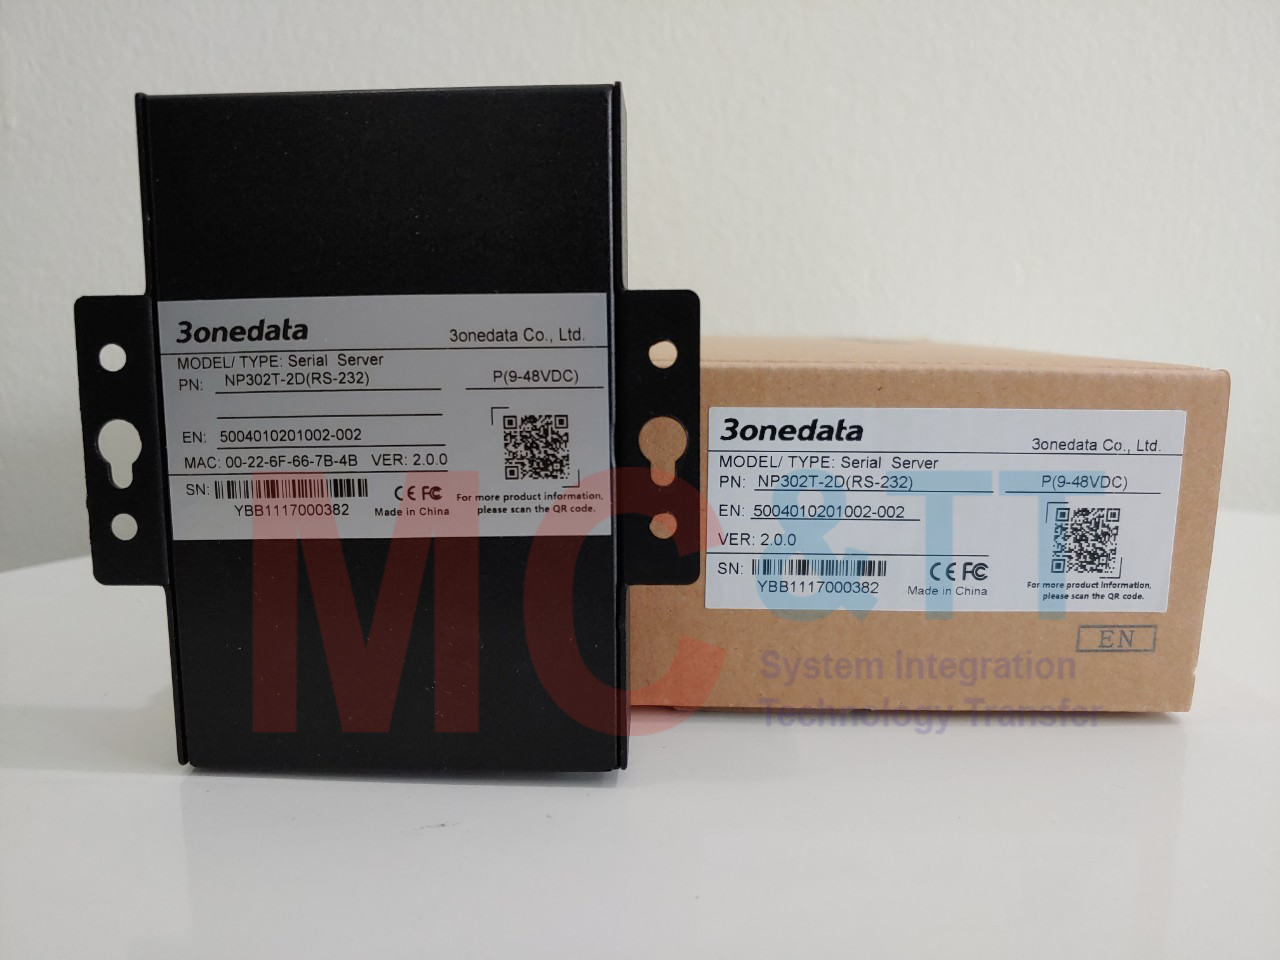 3onedata
3onedata Co., Ltd.
MODEL/ TYPE: Serial Server
PN: NP302T-2D(RS-232)
P(9-48VDC)
EN: 5004010201002-002
MAC: 00-22-6F-66-7B-4B VER: 2.0.0
SN:
YBB1117000382
CE FC
Made in China
For more product information,
please scan the QR code.
3onedata
3onedata Co., Ltd.
MODEL/ TYPE: Serial Server
PN: NP302T-2D(RS-232)
P(9-48VDC)
EN: 5004010201002-002
VER: 2.0.0
SN:
YBB1117000382
CE FC
Made in China
For more product information,
please scan the QR code.
EN
MC&TT
System Integration
Technology Transfer